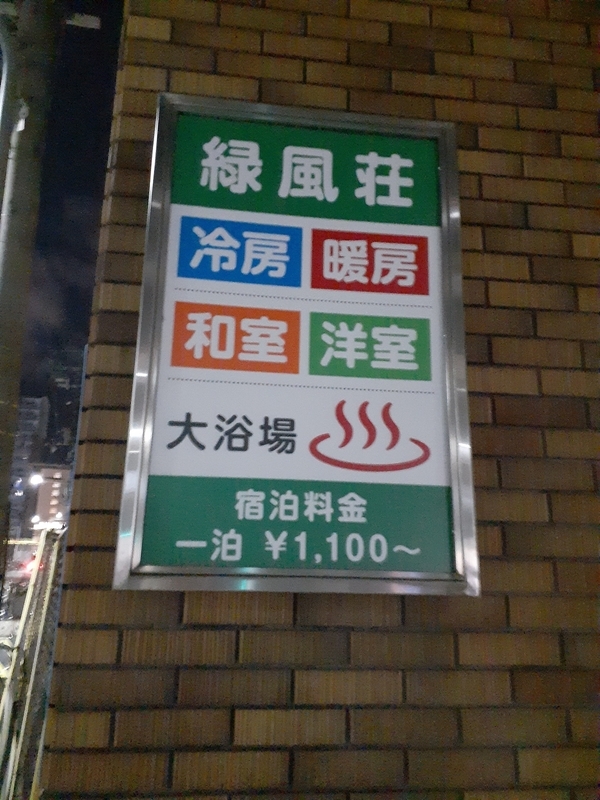 緑風荘
冷房 暖房
和室 洋室
大浴場
宿泊料金
一泊 ¥1,100～